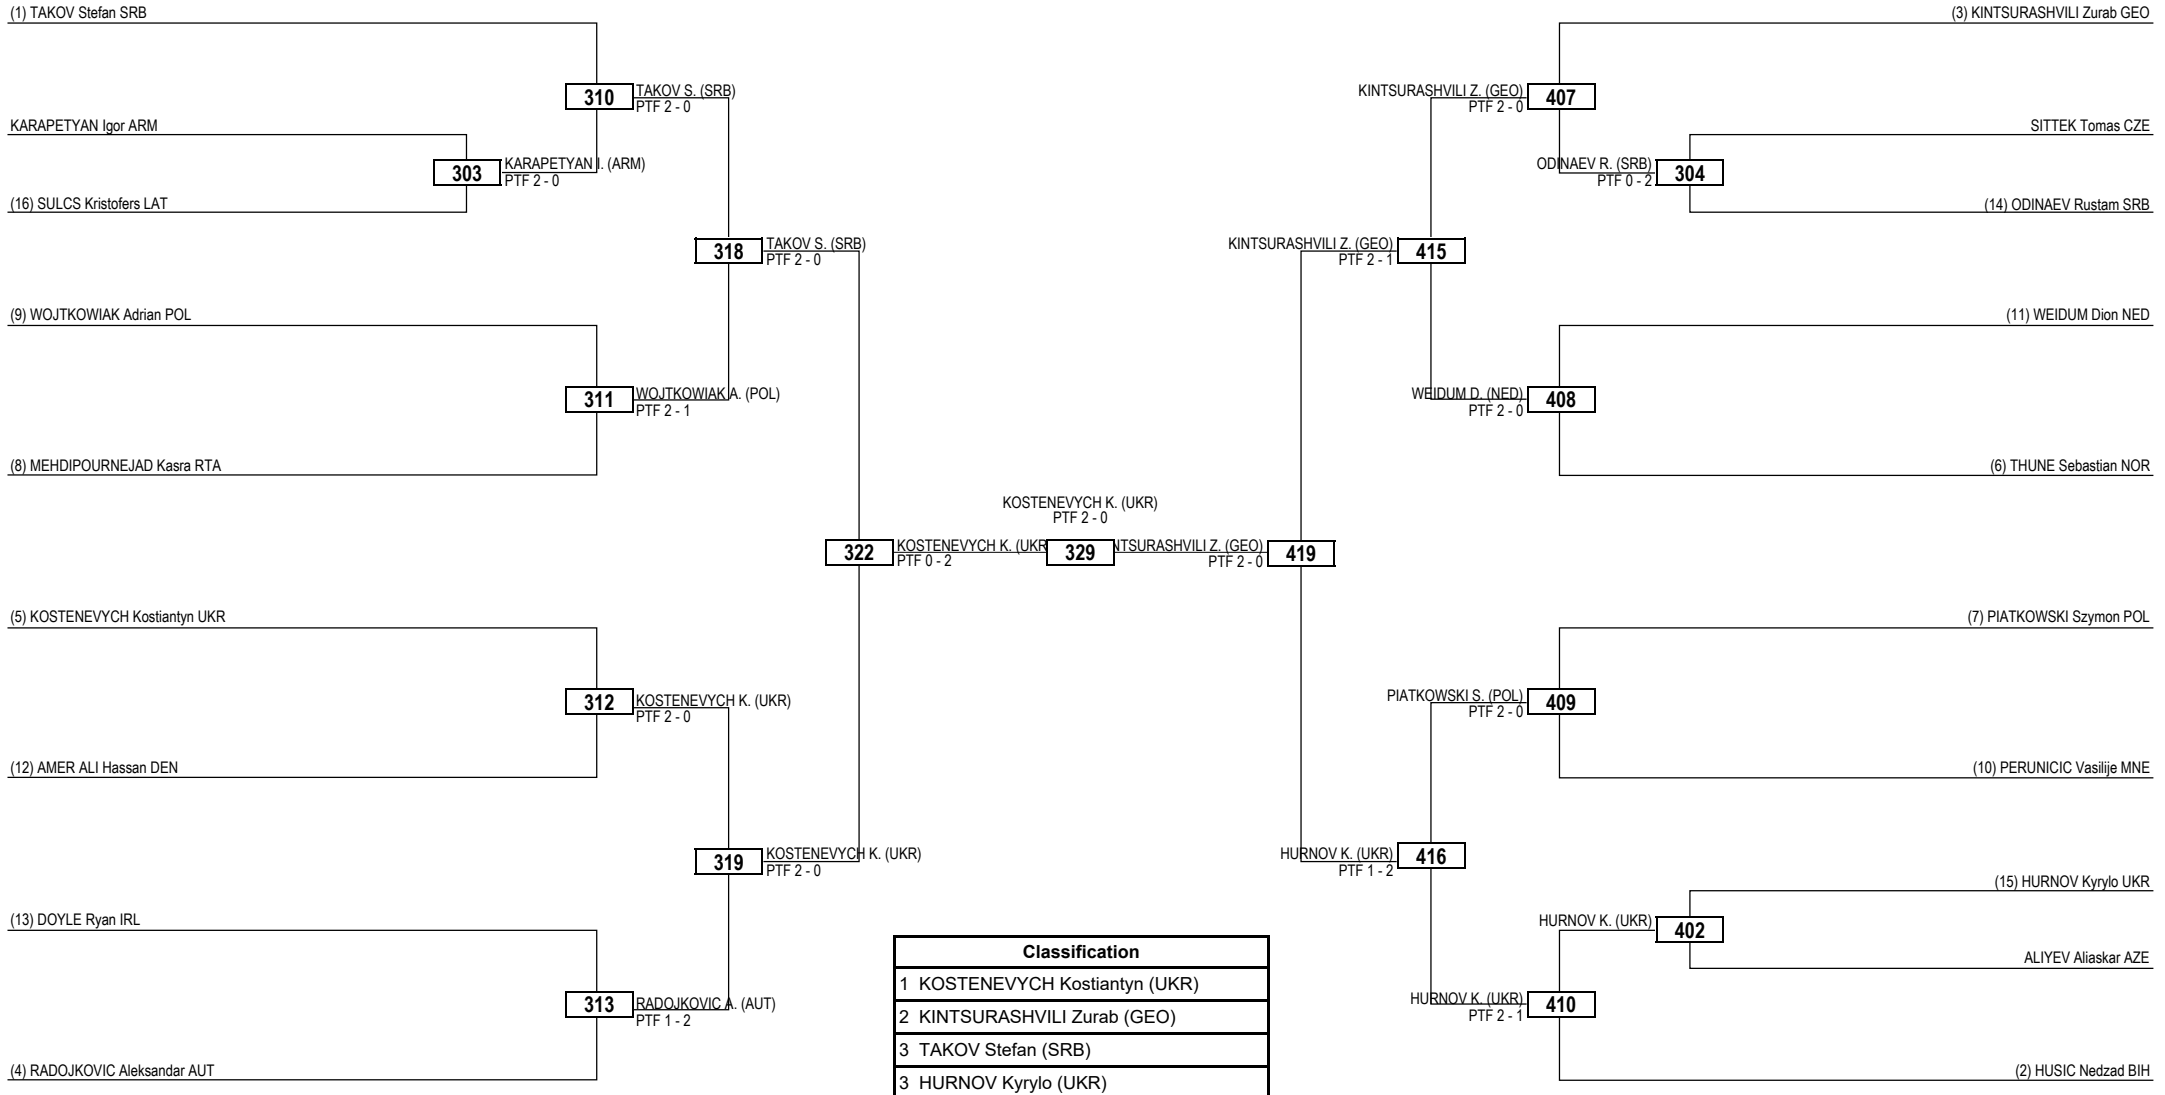 (1) TAKOV Stefan SRB
310
TAKOV S. (SRB)
PTF 2 - 0
KARAPETYAN Igor ARM
303
KARAPETYAN I. (ARM)
PTF 2 - 0
(16) SULCS Kristofers LAT
318
TAKOV S. (SRB)
PTF 2 - 0
(9) WOJTKOWIAK Adrian POL
311
WOJTKOWIAK A. (POL)
PTF 2 - 1
(8) MEHDIPOURNEJAD Kasra RTA
322
KOSTENEVYCH K. (UKR
PTF 0 - 2
(5) KOSTENEVYCH Kostiantyn UKR
312
KOSTENEVYCH K. (UKR)
PTF 2 - 0
(12) AMER ALI Hassan DEN
319
KOSTENEVYCH K. (UKR)
PTF 2 - 0
(13) DOYLE Ryan IRL
313
RADOJKOVIC A. (AUT)
PTF 1 - 2
(4) RADOJKOVIC Aleksandar AUT
KOSTENEVYCH K. (UKR)
PTF 2 - 0
329
(3) KINTSURASHVILI Zurab GEO
KINTSURASHVILI Z. (GEO)
PTF 2 - 0
407
SITTEK Tomas CZE
ODINAEV R. (SRB)
PTF 0 - 2
304
(14) ODINAEV Rustam SRB
KINTSURASHVILI Z. (GEO)
PTF 2 - 1
415
(11) WEIDUM Dion NED
WEIDUM D. (NED)
PTF 2 - 0
408
(6) THUNE Sebastian NOR
NTSURASHVILI Z. (GEO)
PTF 2 - 0
419
(7) PIATKOWSKI Szymon POL
PIATKOWSKI S. (POL)
PTF 2 - 0
409
(10) PERUNICIC Vasilije MNE
HURNOV K. (UKR)
PTF 1 - 2
416
(15) HURNOV Kyrylo UKR
HURNOV K. (UKR)
402
ALIYEV Aliaskar AZE
HURNOV K. (UKR)
PTF 2 - 1
410
(2) HUSIC Nedzad BIH
Classification
1 KOSTENEVYCH Kostiantyn (UKR)
2 KINTSURASHVILI Zurab (GEO)
3 TAKOV Stefan (SRB)
3 HURNOV Kyrylo (UKR)